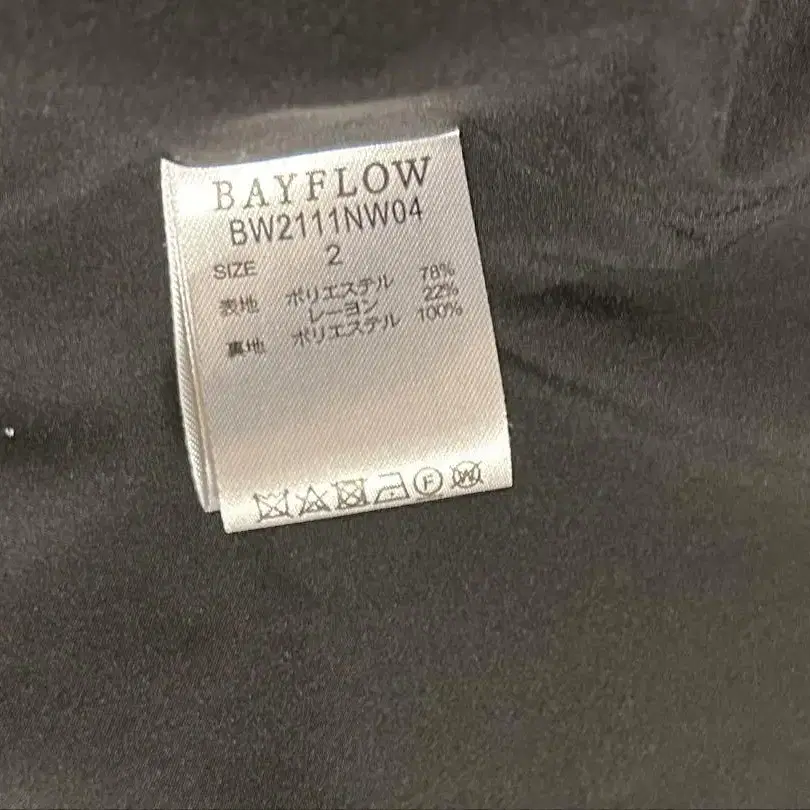 BAYFLOW
BW2111NW04
SIZE 2
表地 ポリエステル 78%
レーヨン 22%
裏地 ポリエステル 100%
F W